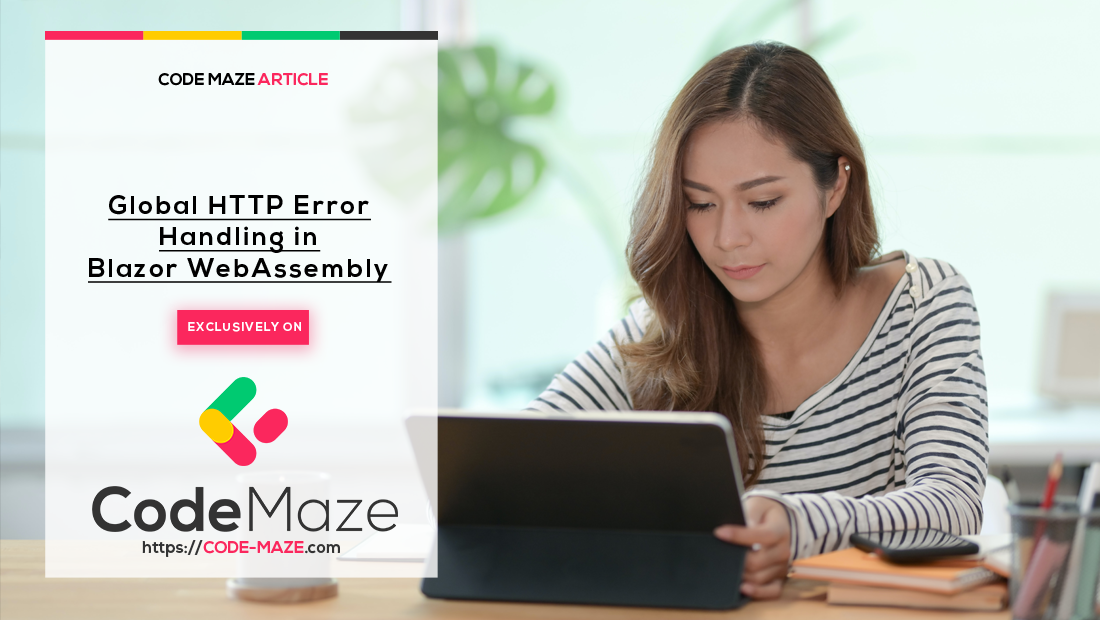 CODE MAZE ARTICLE
Global HTTP Error
Handling in
Blazor WebAssembly
EXCLUSIVELY ON
CodeMaze
https://CODE-MAZE.com